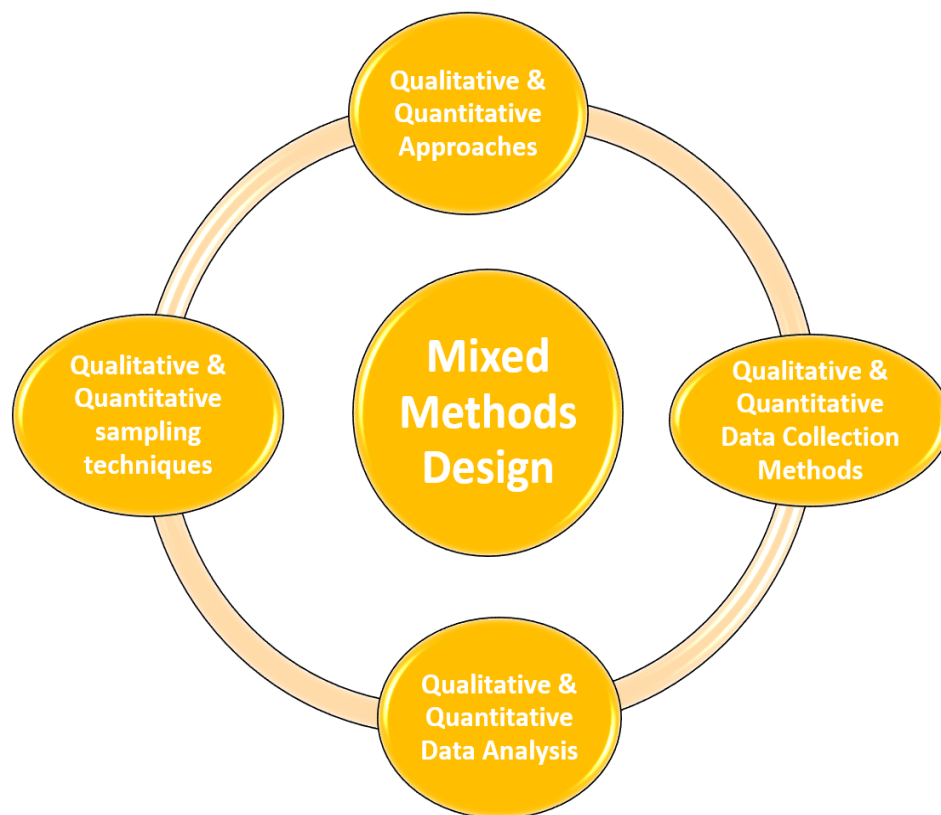 Qualitative &
Quantitative
Approaches
Qualitative &
Quantitative
sampling
techniques
Mixed
Methods
Design
Qualitative &
Quantitative
Data Collection
Methods
Qualitative &
Quantitative
Data Analysis